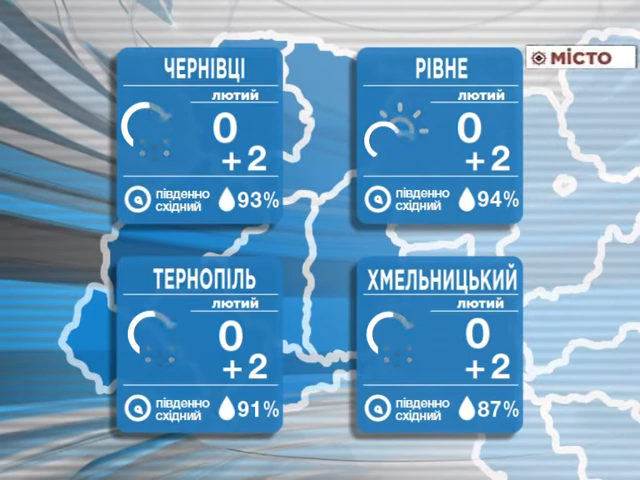 МІСТО
ЧЕРНІВЦІ
лютий
0
+2
південно
східний
93%
РІВНЕ
лютий
0
+2
південно
східний
94%
ТЕРНОПІЛЬ
лютий
0
+2
південно
східний
91%
ХМЕЛЬНИЦЬКИЙ
лютий
0
+2
південно
східний
87%